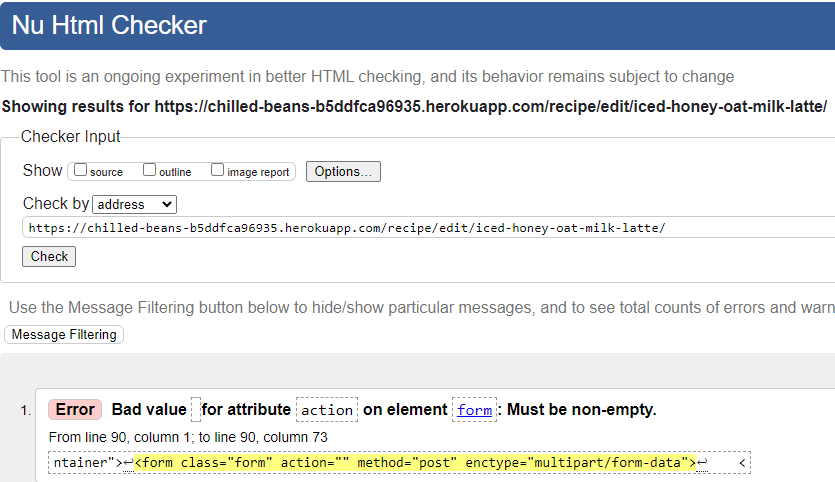 Nu Html Checker
This tool is an ongoing experiment in better HTML checking, and its behavior remains subject to change
Showing results for https://chilled-beans-b5ddfca96935.herokuapp.com/recipe/edit/iced-honey-oat-milk-latte/
Checker Input
Show source outline image report Options...
Check by address
https://chilled-beans-b5ddfca96935.herokuapp.com/recipe/edit/iced-honey-oat-milk-latte/
Check
Use the Message Filtering button below to hide/show particular messages, and to see total counts of errors and warn
Message Filtering
1. Error Bad value for attribute action on element form: Must be non-empty.
From line 90, column 1; to line 90, column 73
ntainer">↩<form class="form" action="" method="post" enctype="multipart/form-data">↩ <